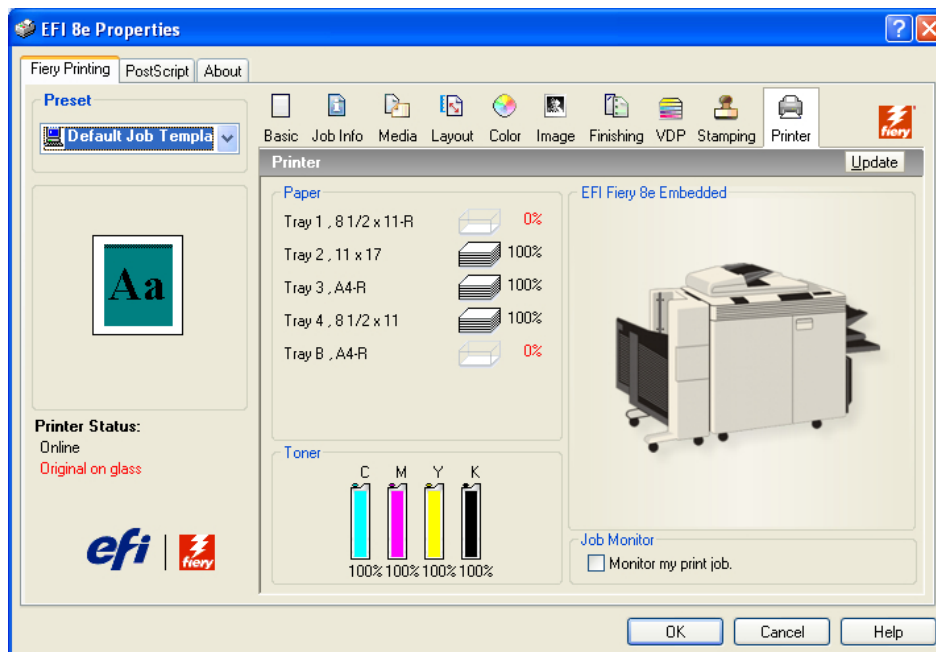 EFI 8e Properties
Fiery Printing PostScript About
Preset
Default Job Templa
Basic Job Info Media Layout Color Image Finishing VDP Stamping Printer
fiery
Printer
Update
Paper
Tray 1 , 8 1/2 x 11-R 0%
Tray 2 , 11 x 17 100%
Tray 3 , A4-R 100%
Tray 4 , 8 1/2 x 11 100%
Tray B , A4-R 0%
EFI Fiery 8e Embedded
Aa
Printer Status:
Online
Original on glass
efi fiery
Toner
C M Y K
100% 100% 100% 100%
Job Monitor
Monitor my print job.
OK Cancel Help